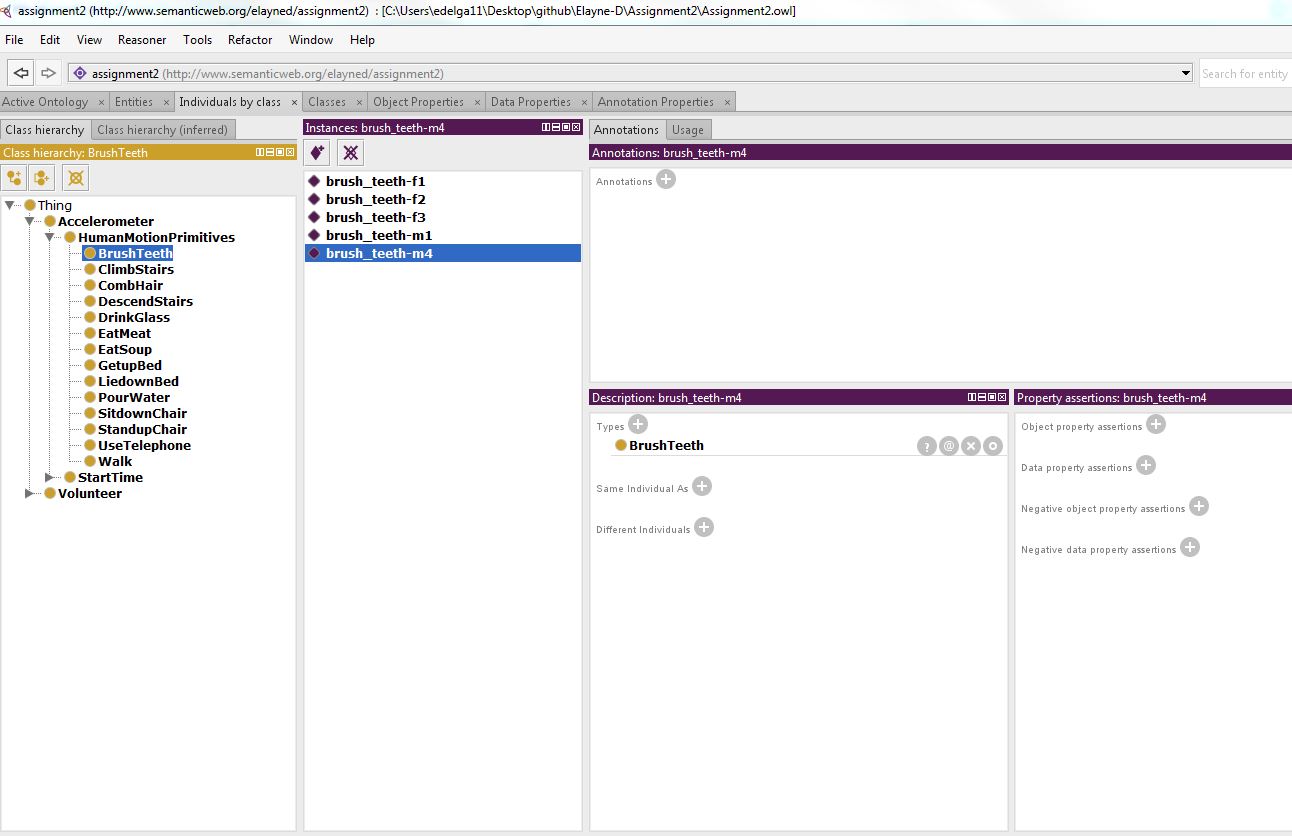 assignment2 (http://www.semanticweb.org/elayned/assignment2) : [C:\Users\edelga11\Desktop\github\Elayne-D\Assignment2\Assignment2.owl]
File Edit View Reasoner Tools Refactor Window Help
assignment2 (http://www.semanticweb.org/elayned/assignment2)
Search for entity
Active Ontology × Entities × Individuals by class × Classes × Object Properties × Data Properties × Annotation Properties ×
Class hierarchy Class hierarchy (inferred)
Class hierarchy: BrushTeeth
Thing
Accelerometer
HumanMotionPrimitives
BrushTeeth
ClimbStairs
CombHair
DescendStairs
DrinkGlass
EatMeat
EatSoup
GetupBed
LiedownBed
PourWater
SitdownChair
StandupChair
UseTelephone
Walk
StartTime
Volunteer
Instances: brush_teeth-m4
brush_teeth-f1
brush_teeth-f2
brush_teeth-f3
brush_teeth-m1
brush_teeth-m4
Annotations Usage
Annotations: brush_teeth-m4
Annotations
Description: brush_teeth-m4
Types
BrushTeeth
? @
Same Individual As
Different Individuals
Property assertions: brush_teeth-m4
Object property assertions
Data property assertions
Negative object property assertions
Negative data property assertions